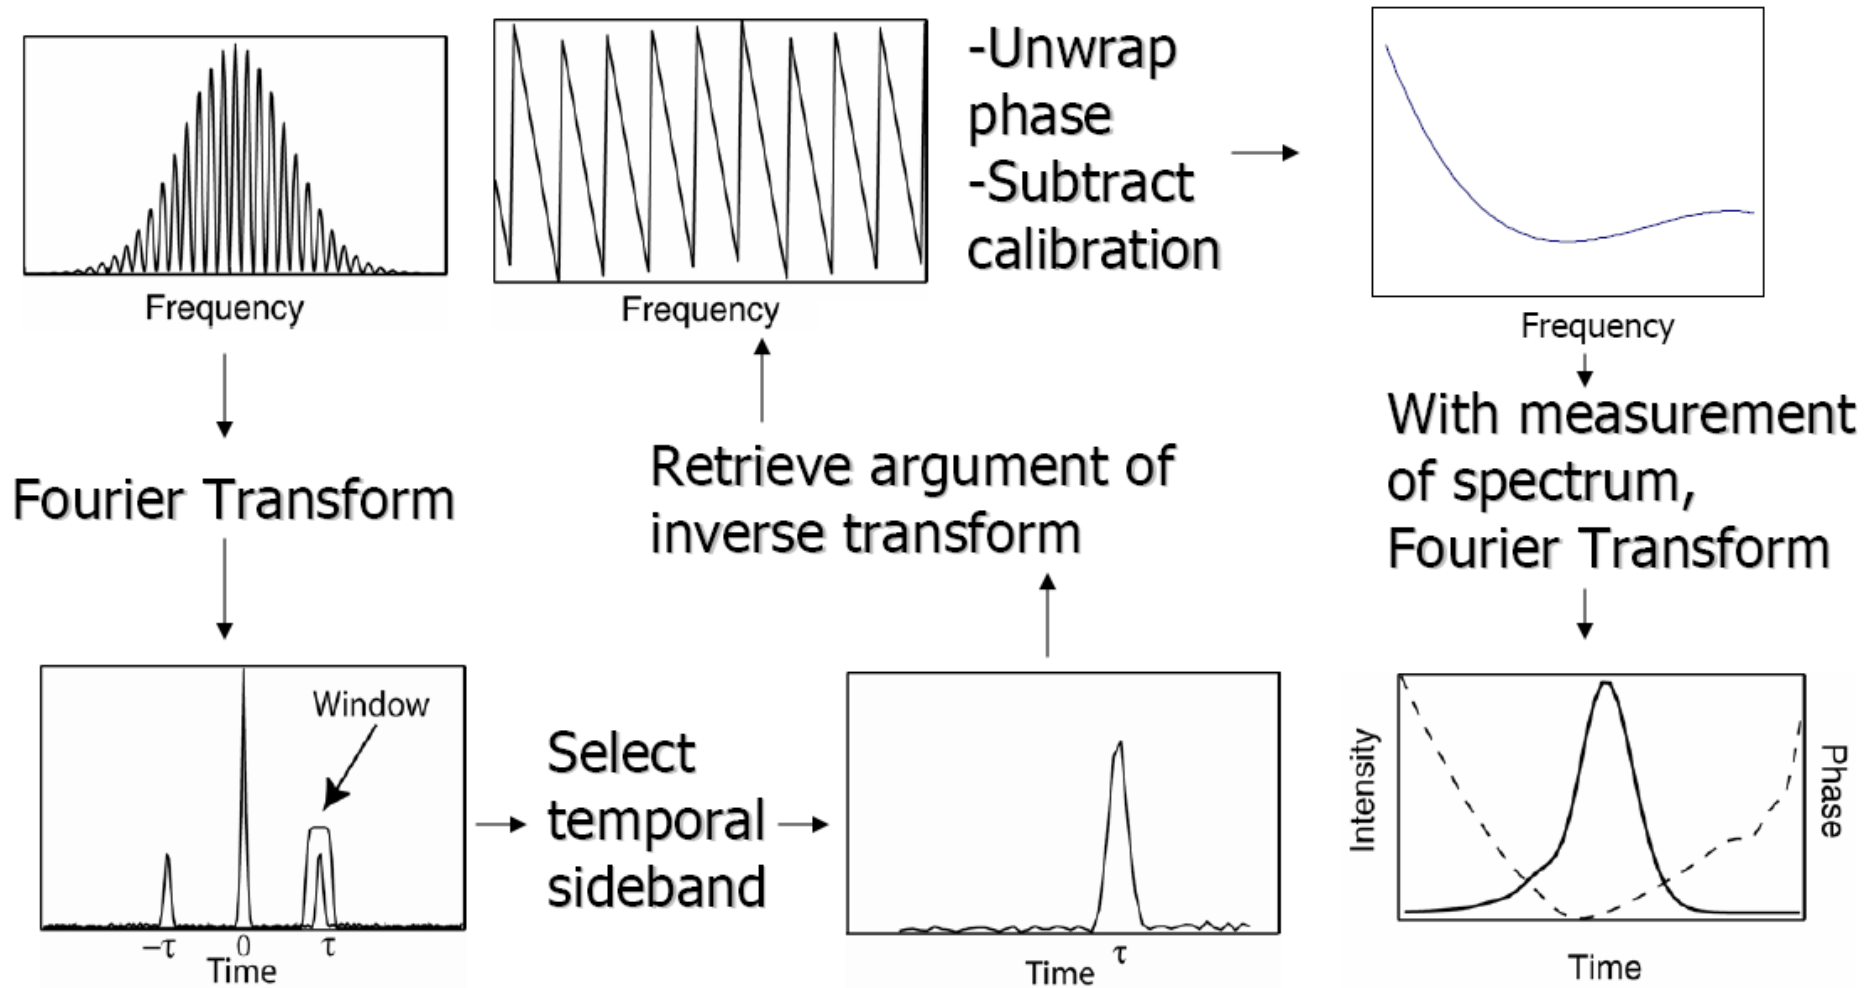 Frequency
Fourier Transform
Window
−τ
0
τ
Time
Select
temporal
sideband
τ
Time
Retrieve argument of
inverse transform
Frequency
-Unwrap
phase
-Subtract
calibration
Frequency
With measurement
of spectrum,
Fourier Transform
Intensity
Phase
Time